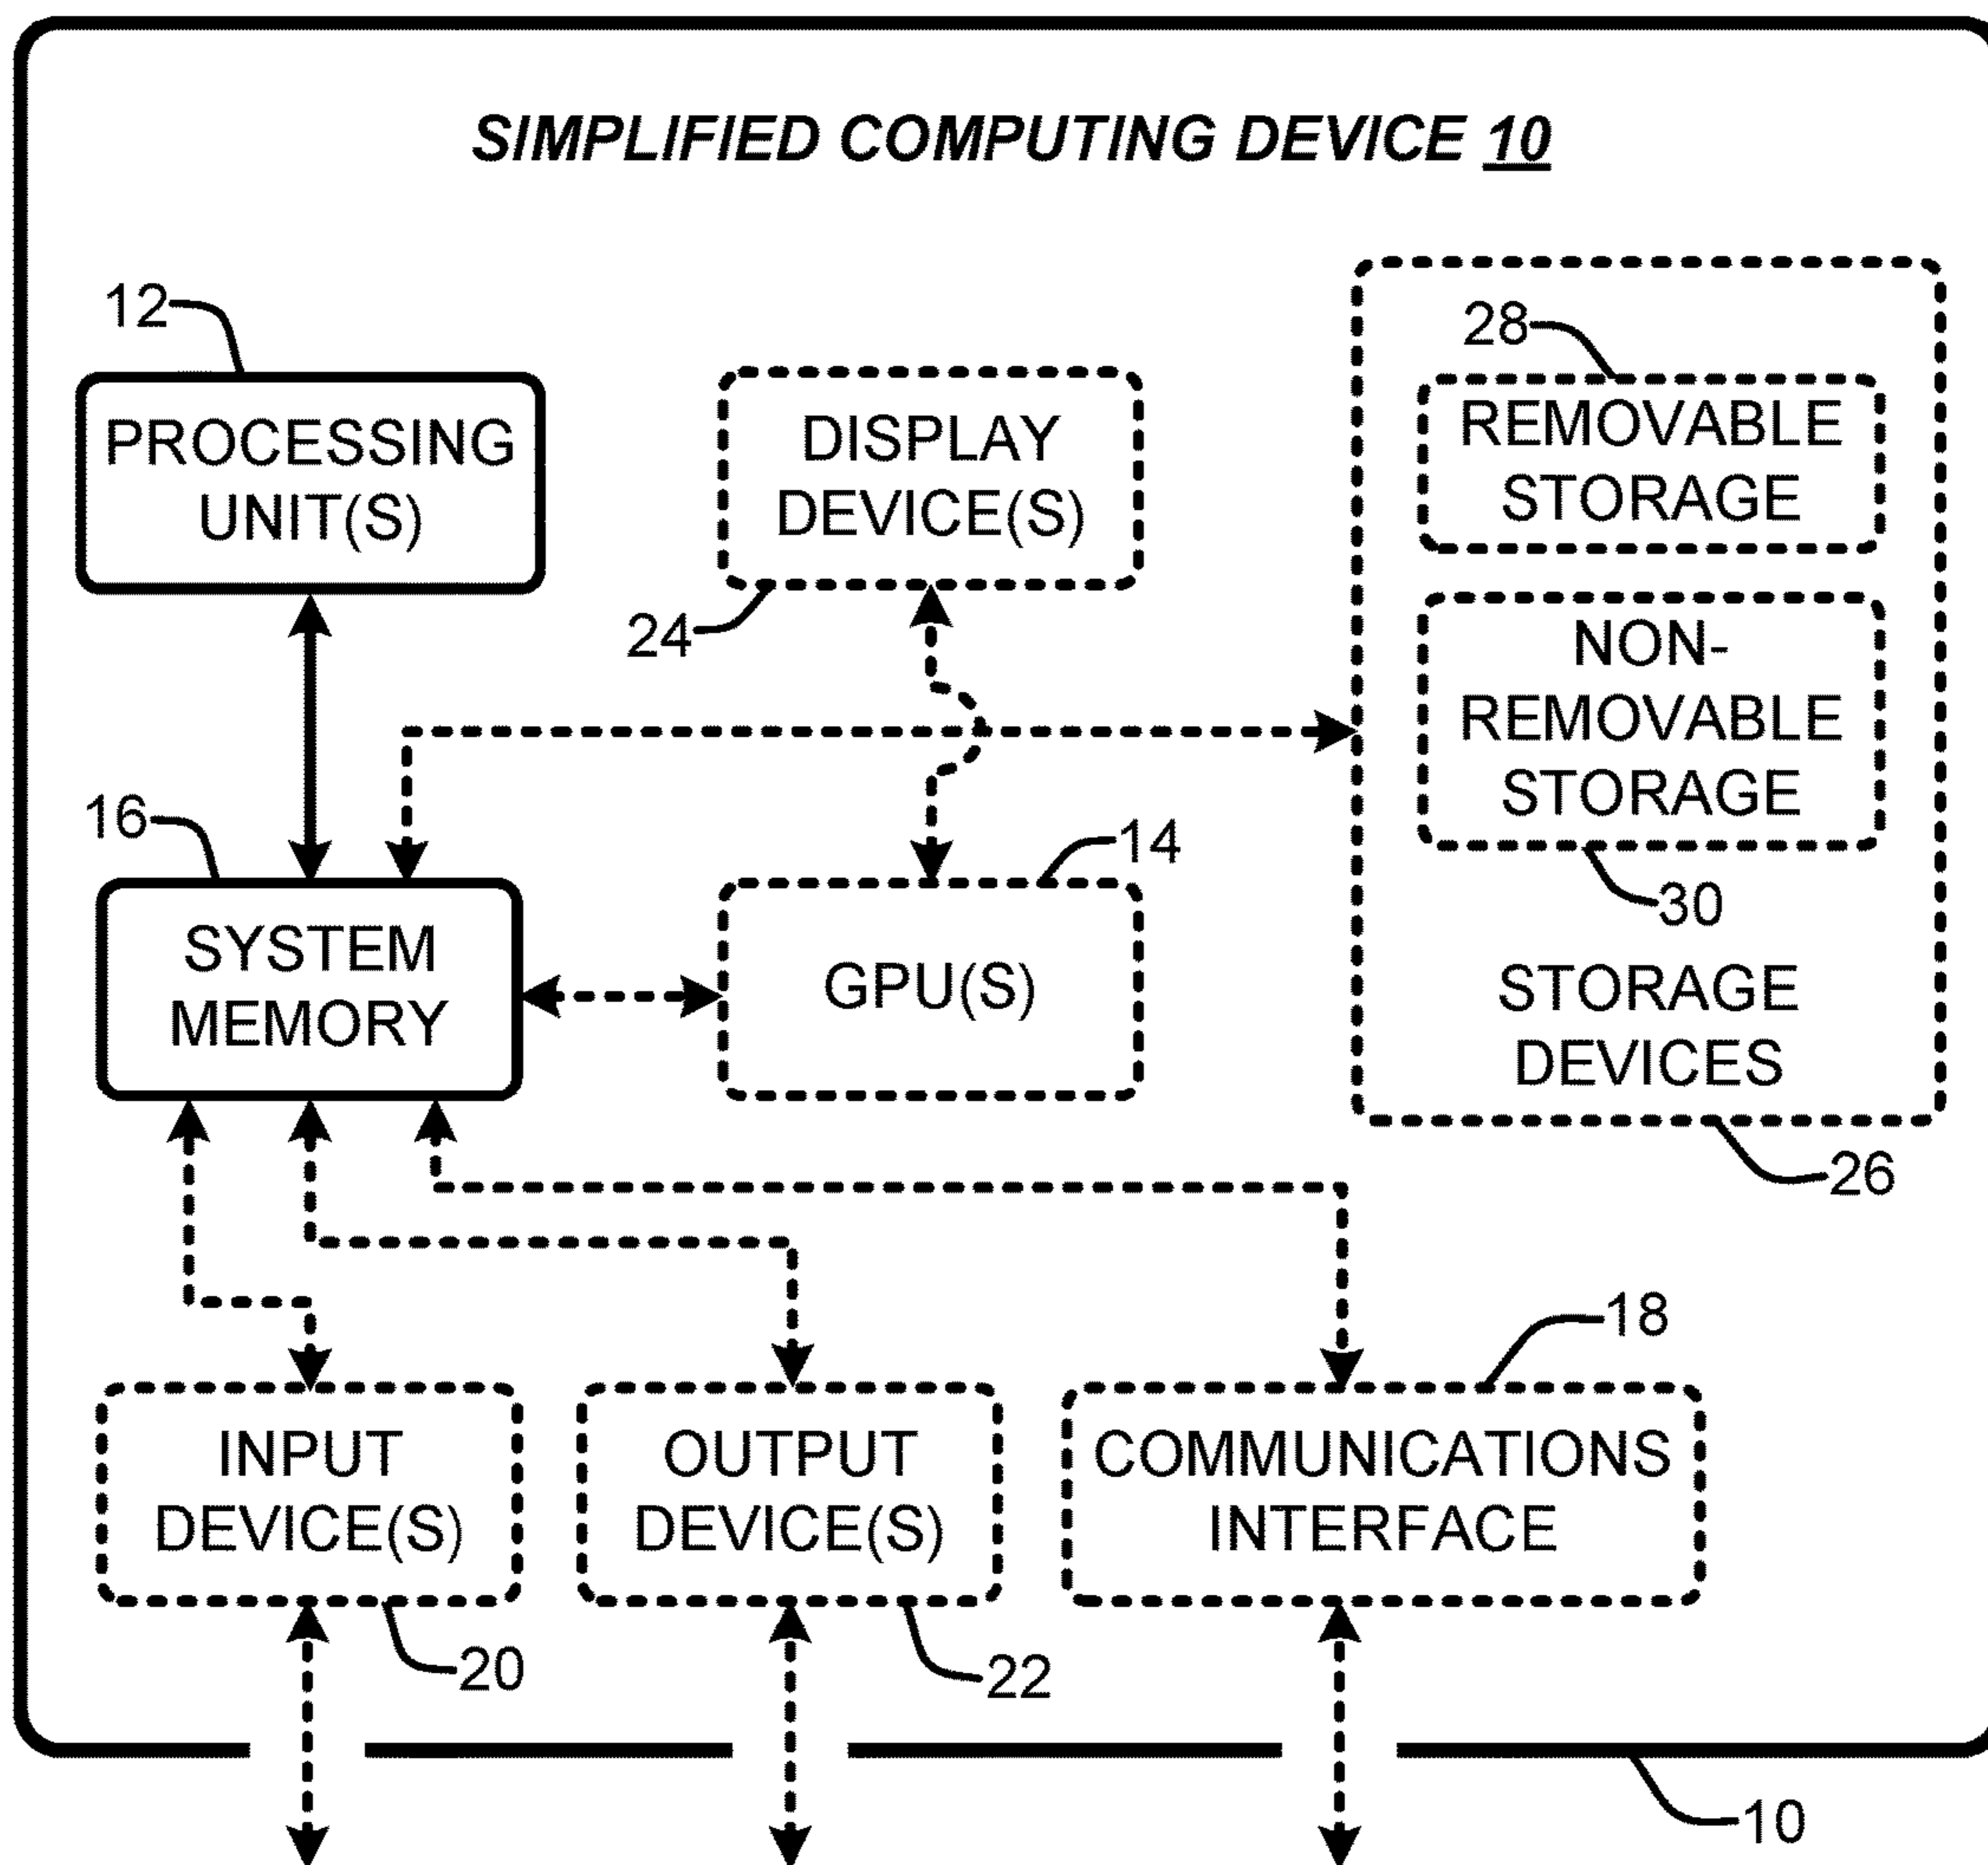 SIMPLIFIED COMPUTING DEVICE 10
12
PROCESSING
UNIT(S)
DISPLAY
DEVICE(S)
24
28
REMOVABLE
STORAGE
NON-
REMOVABLE
STORAGE
30
STORAGE
DEVICES
26
16
SYSTEM
MEMORY
14
GPU(S)
18
INPUT
DEVICE(S)
20
OUTPUT
DEVICE(S)
22
COMMUNICATIONS
INTERFACE
10